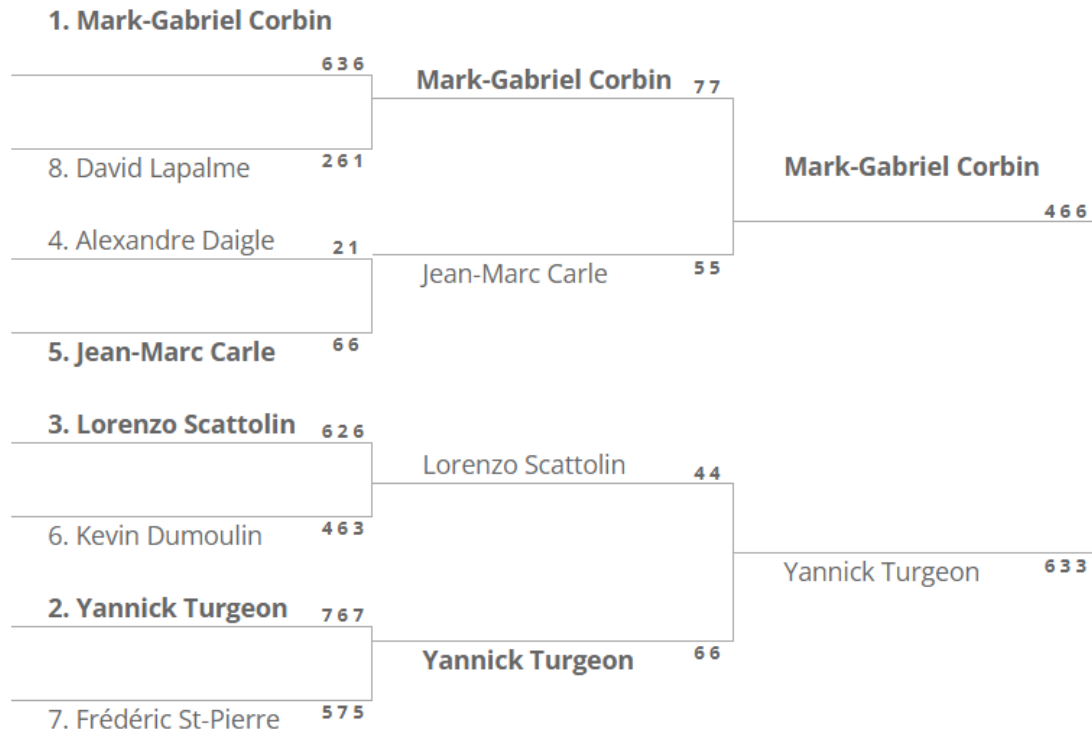 1. Mark-Gabriel Corbin
6 3 6
Mark-Gabriel Corbin 7 7
8. David Lapalme 2 6 1
Mark-Gabriel Corbin
4 6 6
4. Alexandre Daigle 2 1
Jean-Marc Carle 5 5
5. Jean-Marc Carle 6 6
3. Lorenzo Scattolin 6 2 6
Lorenzo Scattolin 4 4
6. Kevin Dumoulin 4 6 3
Yannick Turgeon 6 3 3
2. Yannick Turgeon 7 6 7
Yannick Turgeon 6 6
7. Frédéric St-Pierre 5 7 5